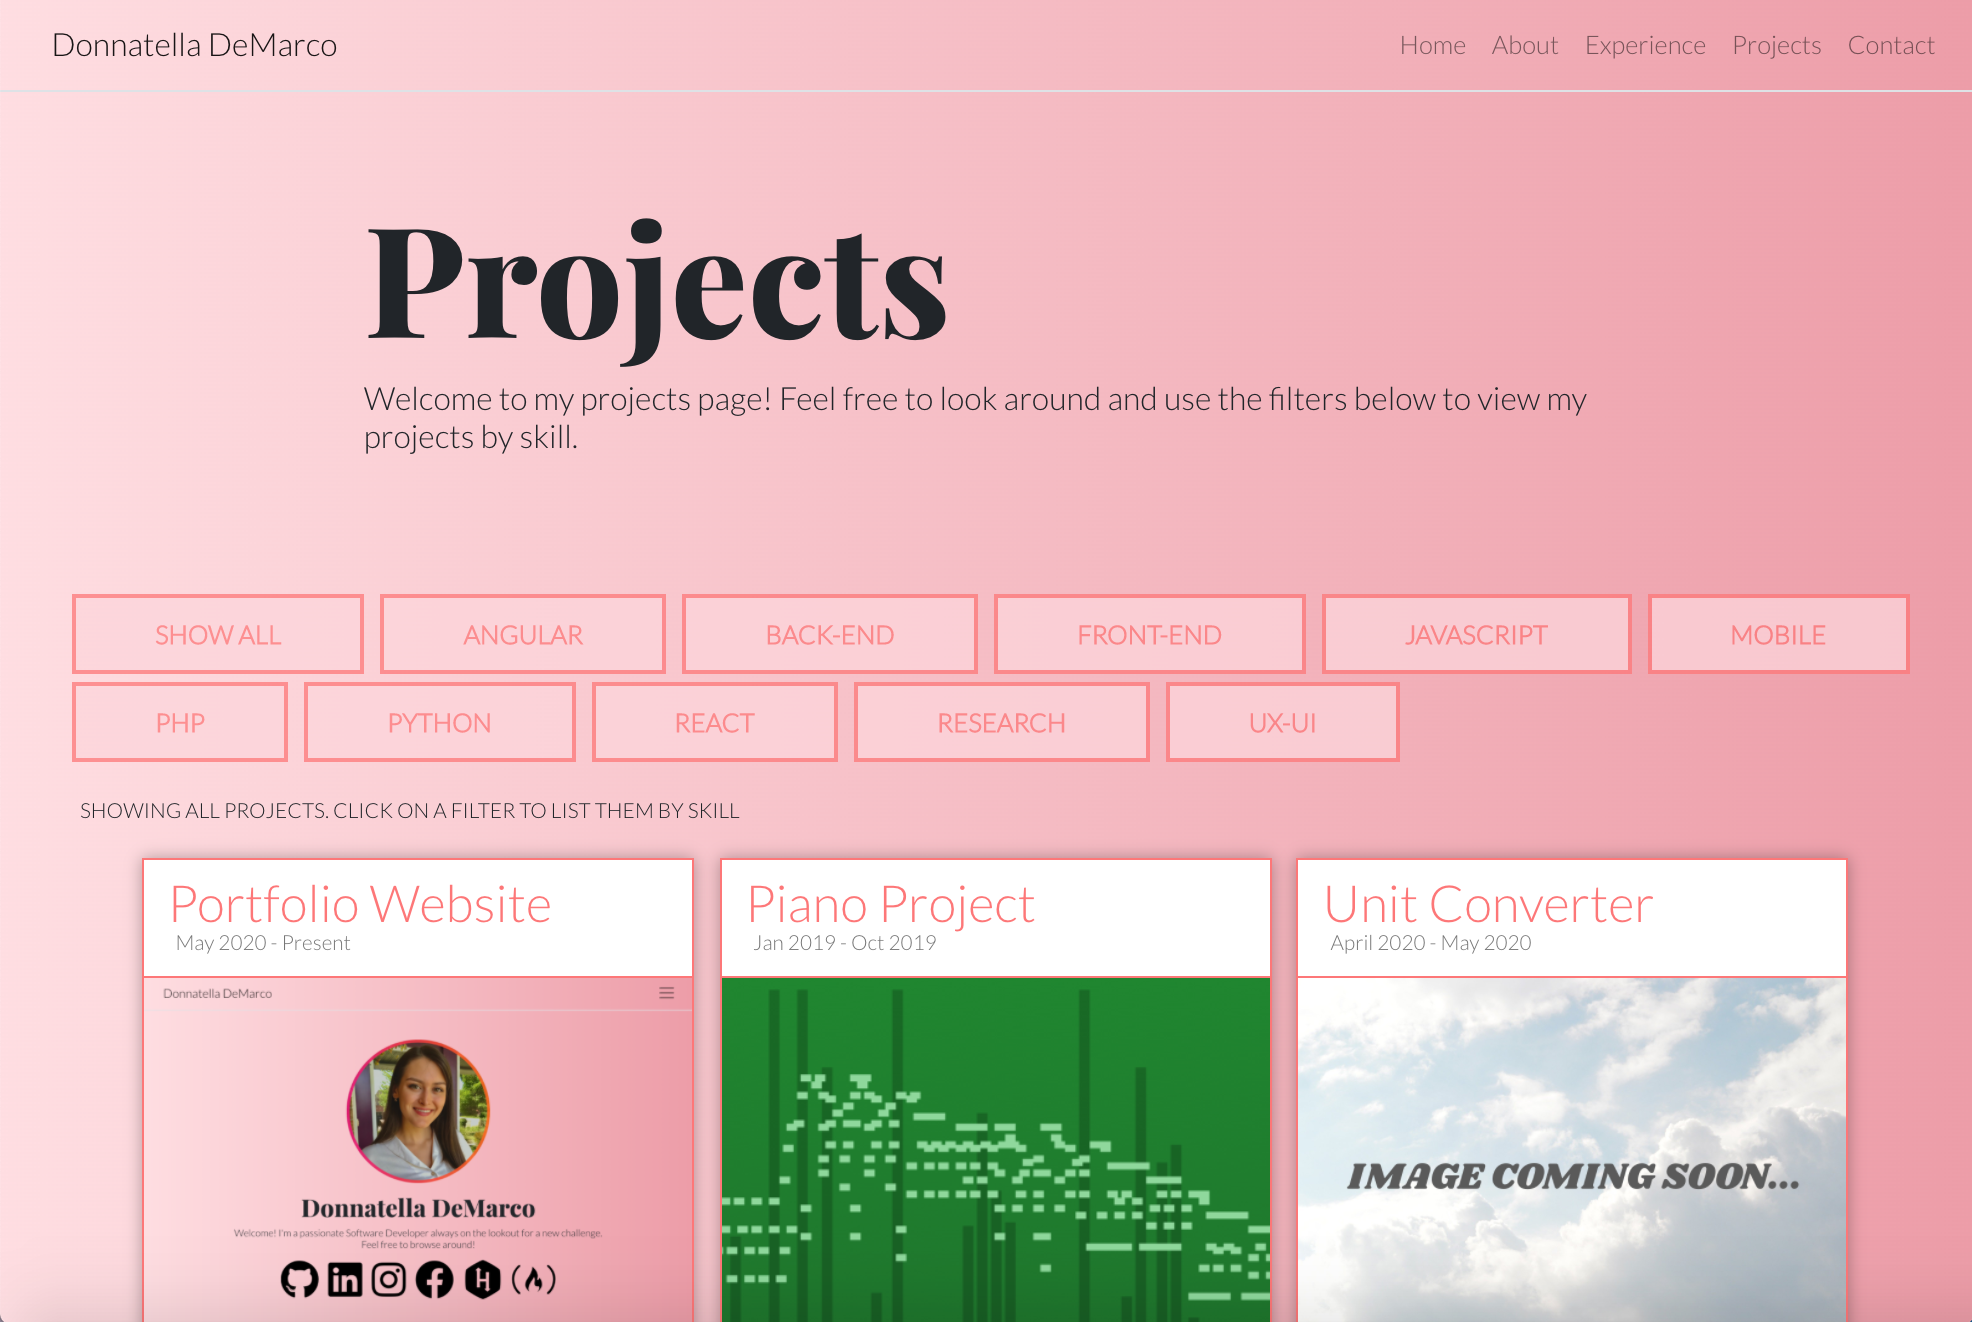 Donnatella DeMarco
Home About Experience Projects Contact
Projects
Welcome to my projects page! Feel free to look around and use the filters below to view my
projects by skill.
SHOW ALL ANGULAR BACK-END FRONT-END JAVASCRIPT MOBILE
PHP PYTHON REACT RESEARCH UX-UI
SHOWING ALL PROJECTS. CLICK ON A FILTER TO LIST THEM BY SKILL
Portfolio Website
May 2020 - Present
Donnatella DeMarco
Donnatella DeMarco
Welcome! I'm a passionate Software Developer always on the lookout for a new challenge.
Feel free to browse around!
Piano Project
Jan 2019 - Oct 2019
Unit Converter
April 2020 - May 2020
IMAGE COMING SOON...